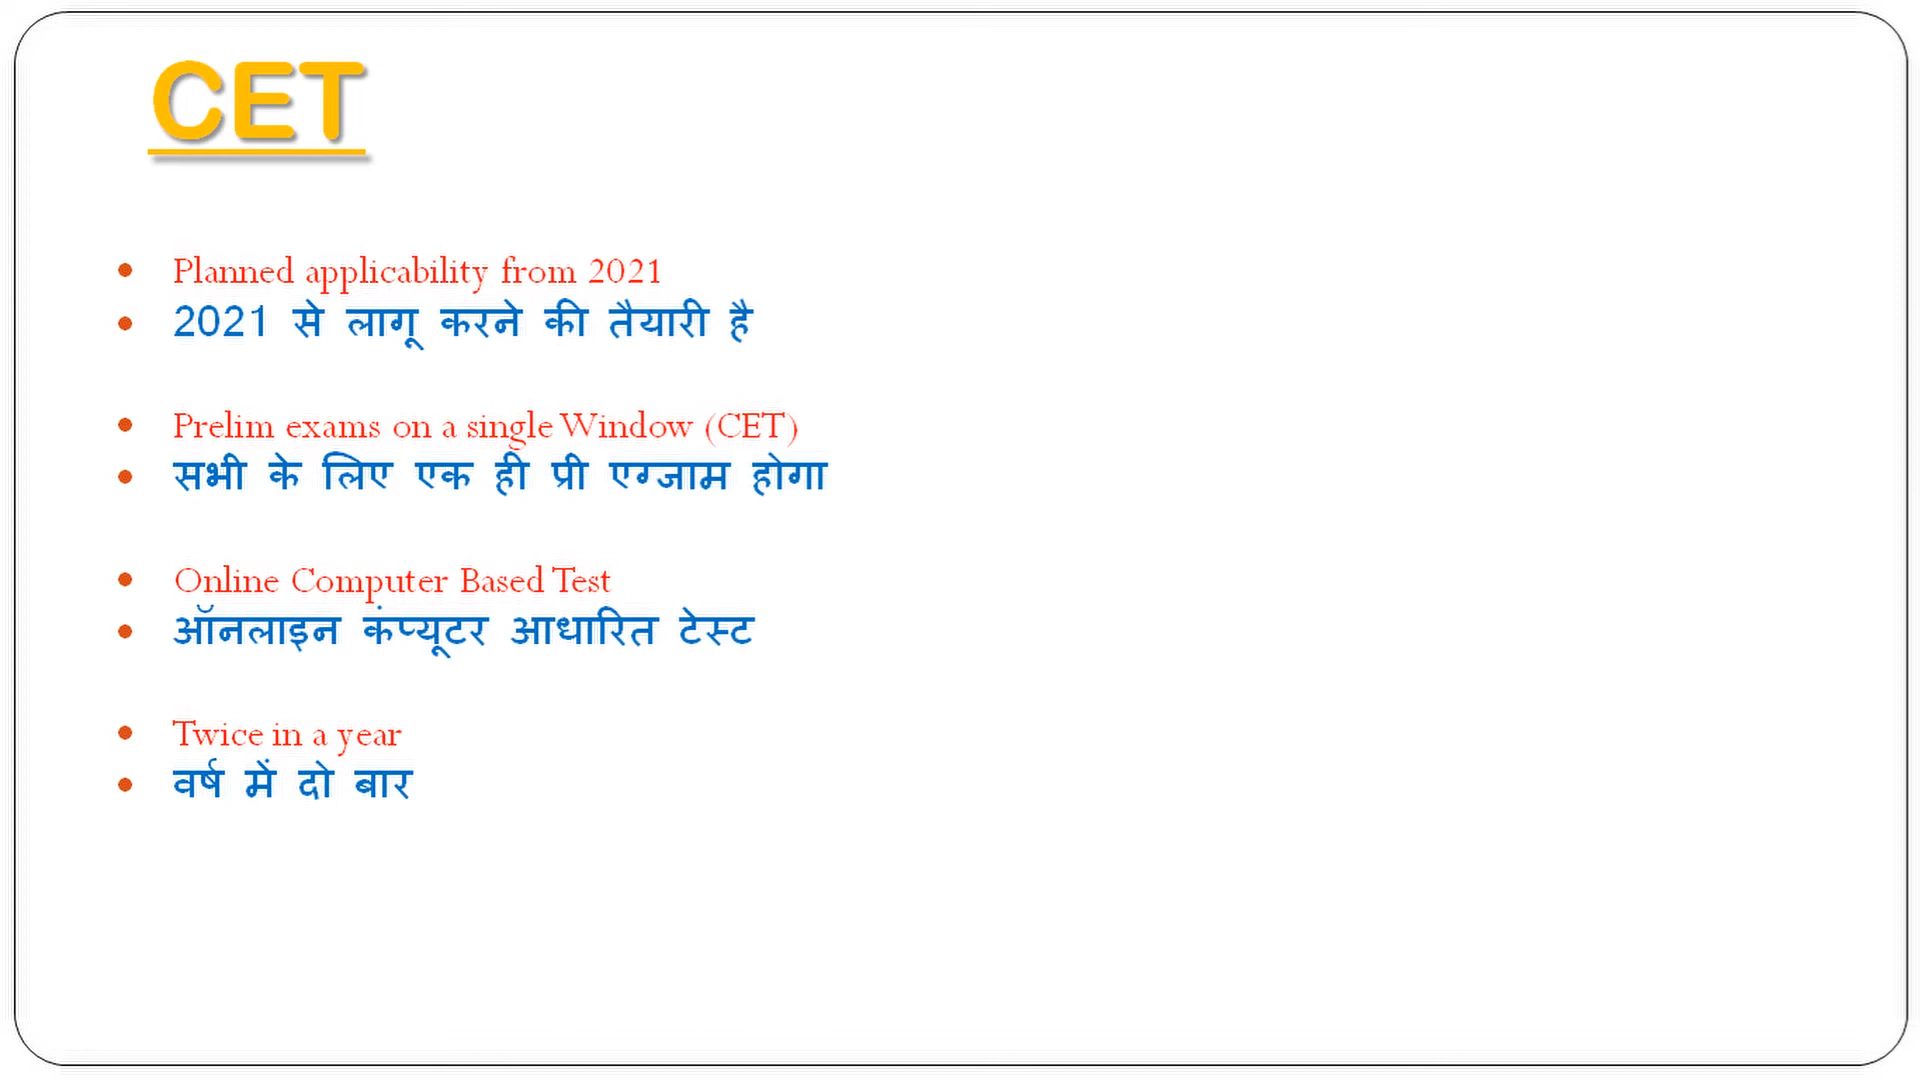 CET
Planned applicability from 2021
2021 से लागू करने की तैयारी है
Prelim exams on a single Window (CET)
सभी के लिए एक ही प्री एग्जाम होगा
Online Computer Based Test
ऑनलाइन कंप्यूटर आधारित टेस्ट
Twice in a year
वर्ष में दो बार